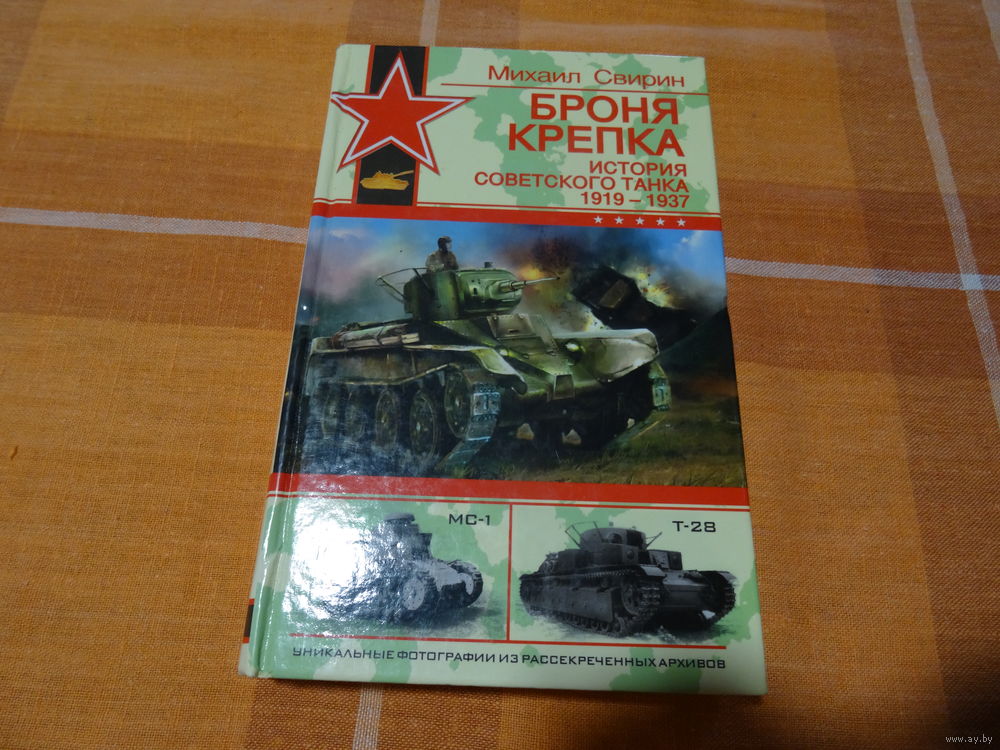 Михаил Свирин
БРОНЯ
КРЕПКА
ИСТОРИЯ
СОВЕТСКОГО ТАНКА
1919 – 1937
МС-1
Т-28
УНИКАЛЬНЫЕ ФОТОГРАФИИ ИЗ РАССЕКРЕЧЕННЫХ АРХИВОВ
www.ay.by